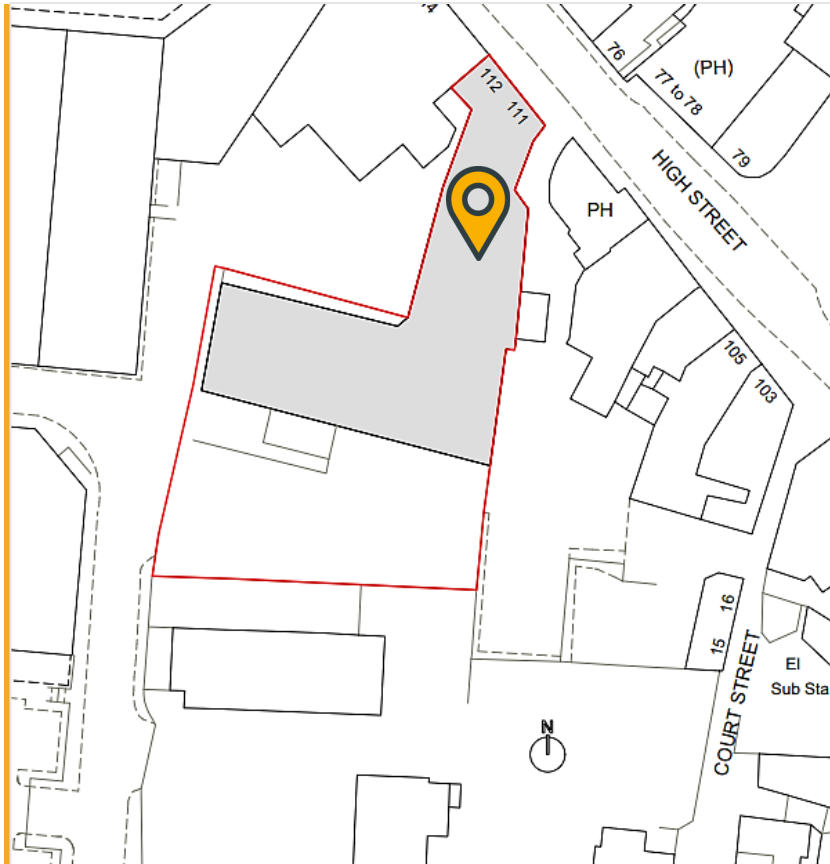 76
(PH)
77 to 78
79
112
111
HIGH STREET
PH
105
103
16
15
El
Sub Sta
COURT STREET
N